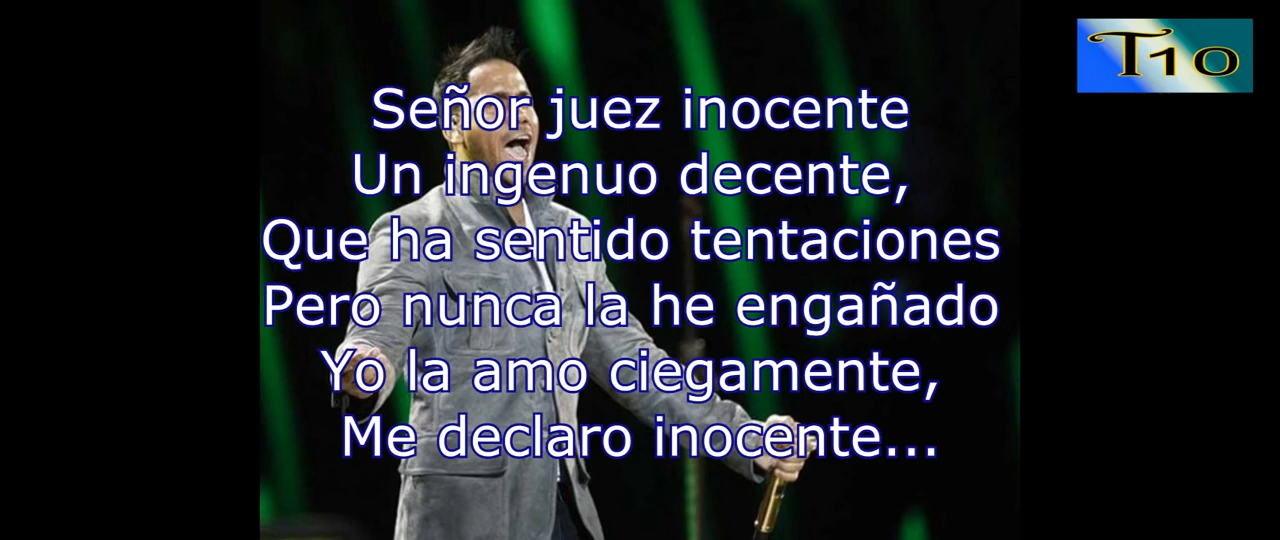 T10
Señor juez inocente
Un ingenuo decente,
Que ha sentido tentaciones
Pero nunca la he engañado
Yo la amo ciegamente,
Me declaro inocente...